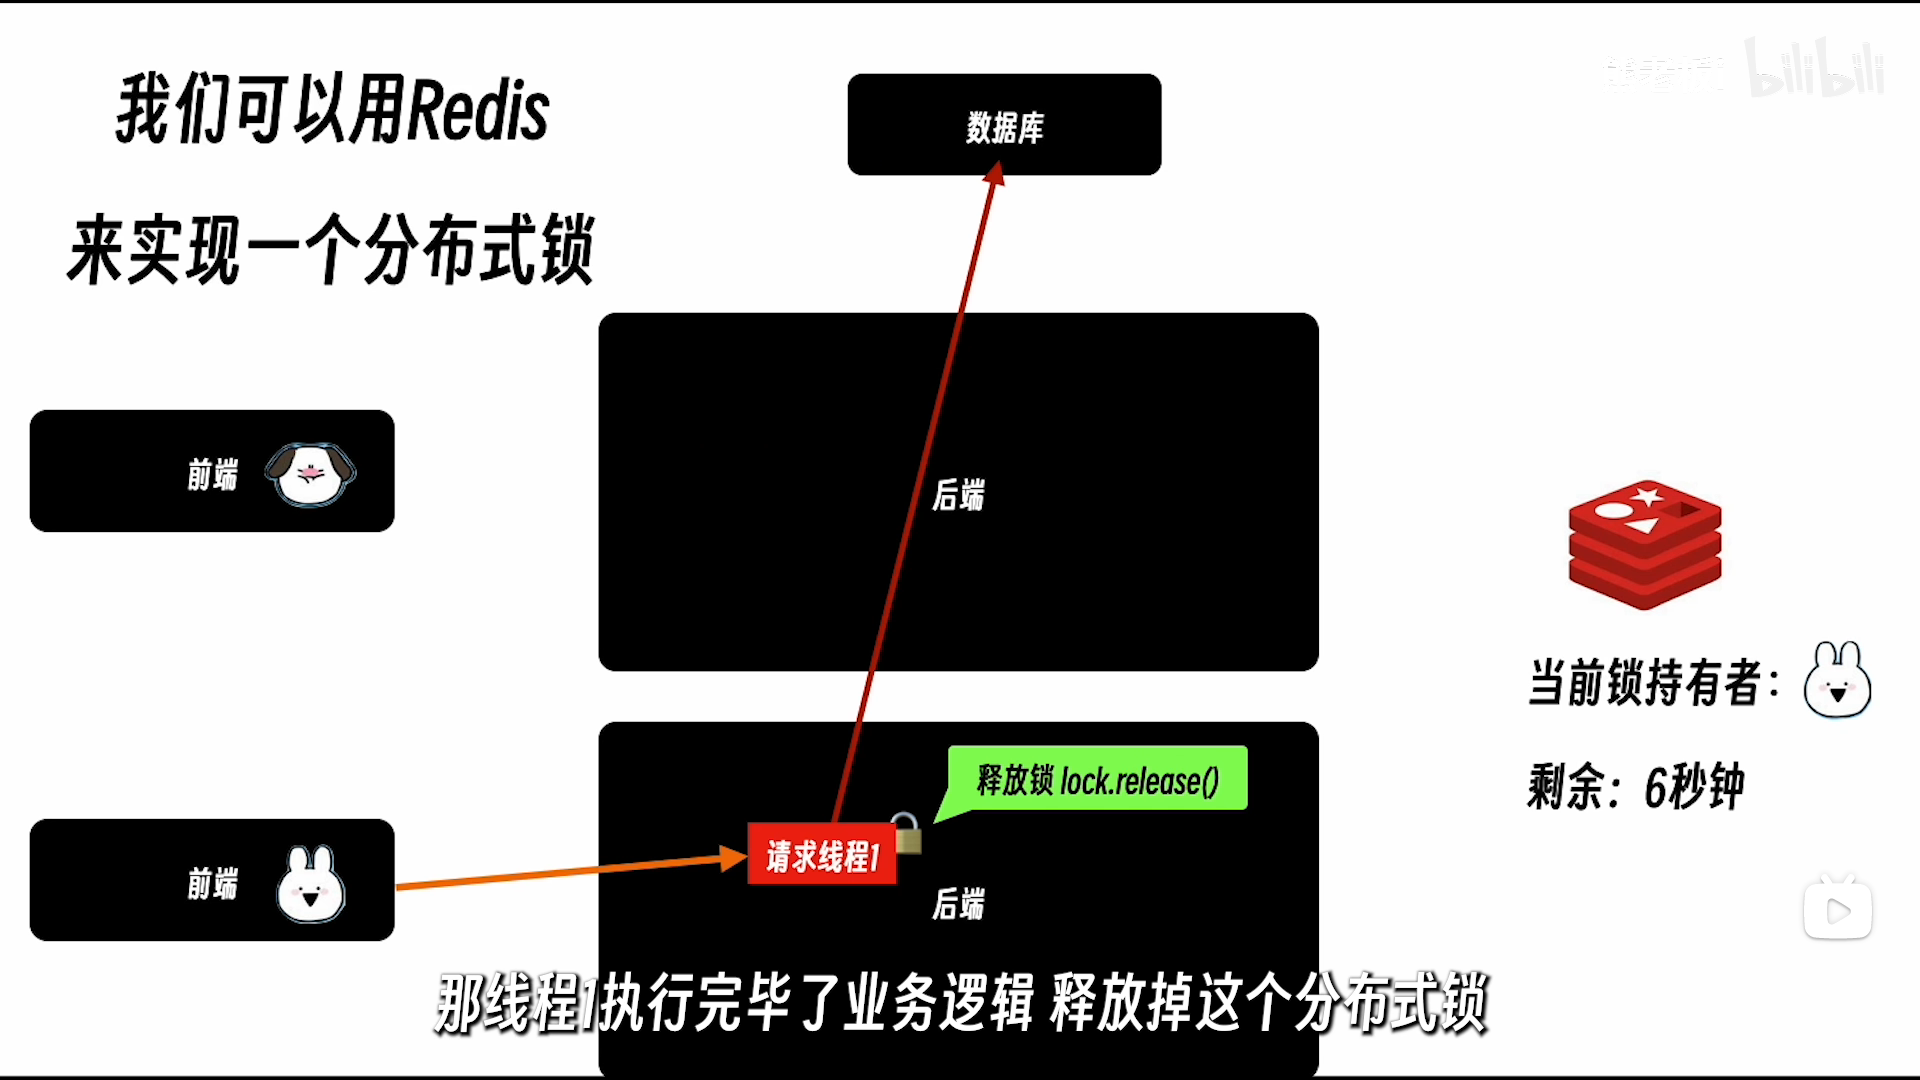 我们可以用Redis
来实现一个分布式锁
bilibili
数据库
前端
后端
当前锁持有者：
剩余：6秒钟
释放锁 lock.release()
请求线程1
前端
后端
那线程1执行完毕了业务逻辑 释放掉这个分布式锁